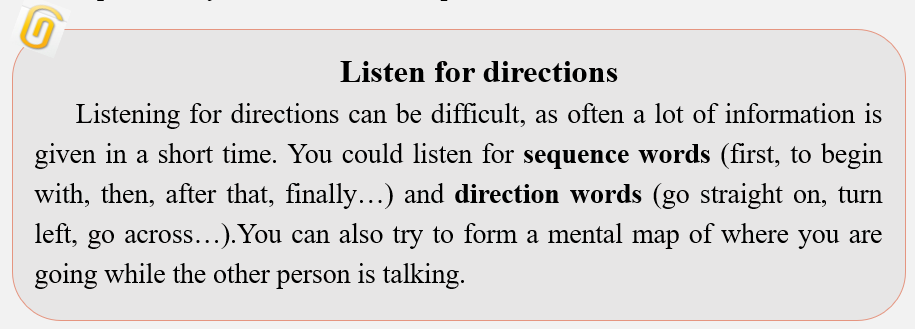 Listen for directions
Listening for directions can be difficult, as often a lot of information is
given in a short time. You could listen for sequence words (first, to begin
with, then, after that, finally…) and direction words (go straight on, turn
left, go across…).You can also try to form a mental map of where you are
going while the other person is talking.